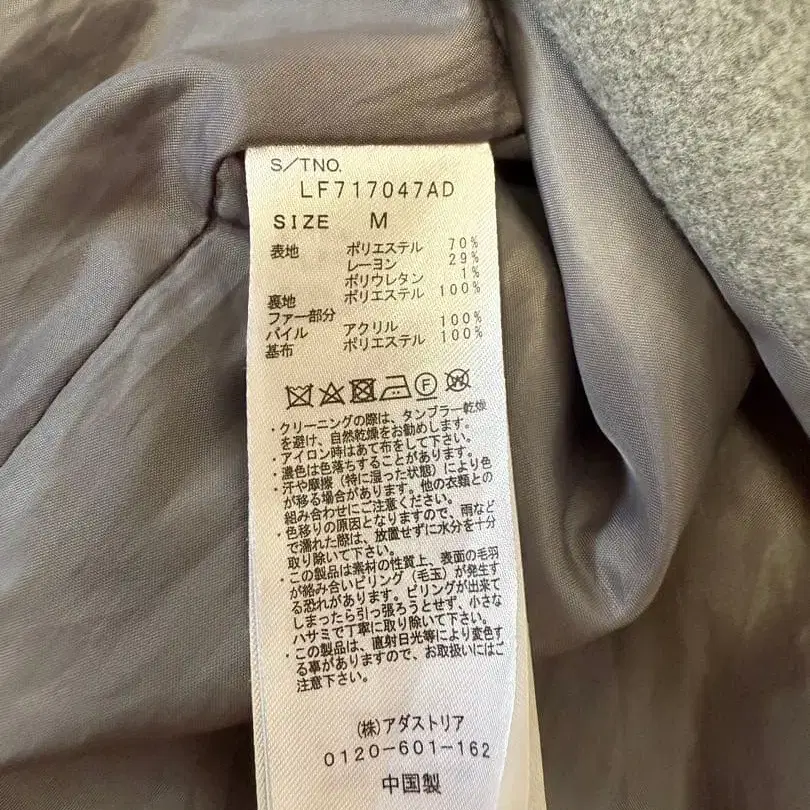 S/TNO.
LF717047AD
SIZE M
表地 ポリエステル 70%
レーヨン 29%
ポリウレタン 1%
裏地 ポリエステル 100%
ファー部分
パイル アクリル 100%
基布 ポリエステル 100%
F W
・クリーニングの際は、タンブラー乾燥
を避け、自然乾燥をお勧めします。
・アイロン時はあて布をして下さい。
・濃色は色落ちすることがあります。
・汗や摩擦（特に湿った状態）により色
が移る場合があります。他の衣類との
組み合わせにご注意ください。
・色移りの原因となりますので、雨など
で濡れた際は、放置せずに水分を十分
取り除いて下さい。
・この製品は素材の性質上、表面の毛羽
が絡み合いピリング（毛玉）が発生す
る恐れがあります。ピリングが出来て
しまったら引っ張ろうとせず、小さな
ハサミで丁寧に取り除いて下さい。
・この製品は、直射日光等により変色す
る事がありますので、お取扱いにはご
注意下さい。
(株)アダストリア
0120-601-162
中国製